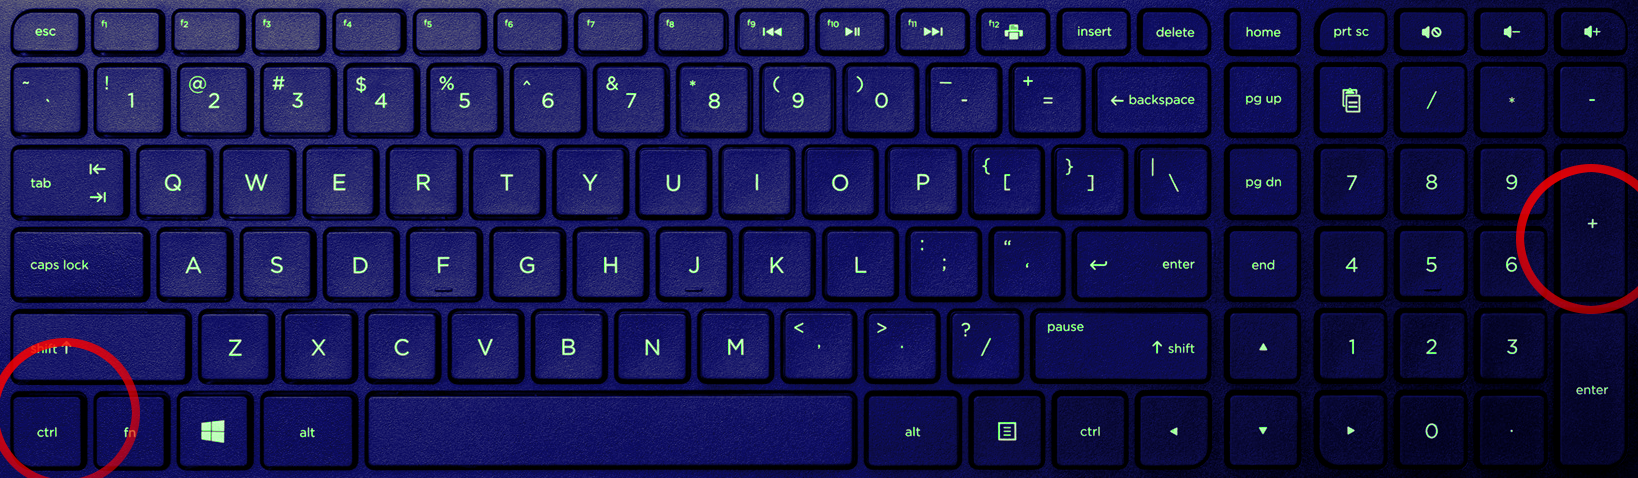 esc f1 f2 f3 f4 f5 f6 f7 f8 f9 f10 f11 f12 insert delete home prt sc
~ ` ! 1 @ 2 # 3 $ 4 % 5 ^ 6 & 7 * 8 ( 9 ) 0 — - + = ← backspace pg up / * -
tab Q W E R T Y U I O P { [ } ] | \ pg dn 7 8 9 +
caps lock A S D F G H J K L : ; “ ‘ ↵ enter end 4 5 6
shift ↑ Z X C V B N M < , > . ? / pause ↑ shift ▲ 1 2 3 enter
ctrl fn alt alt ctrl ◀ ▼ ▶ 0 .